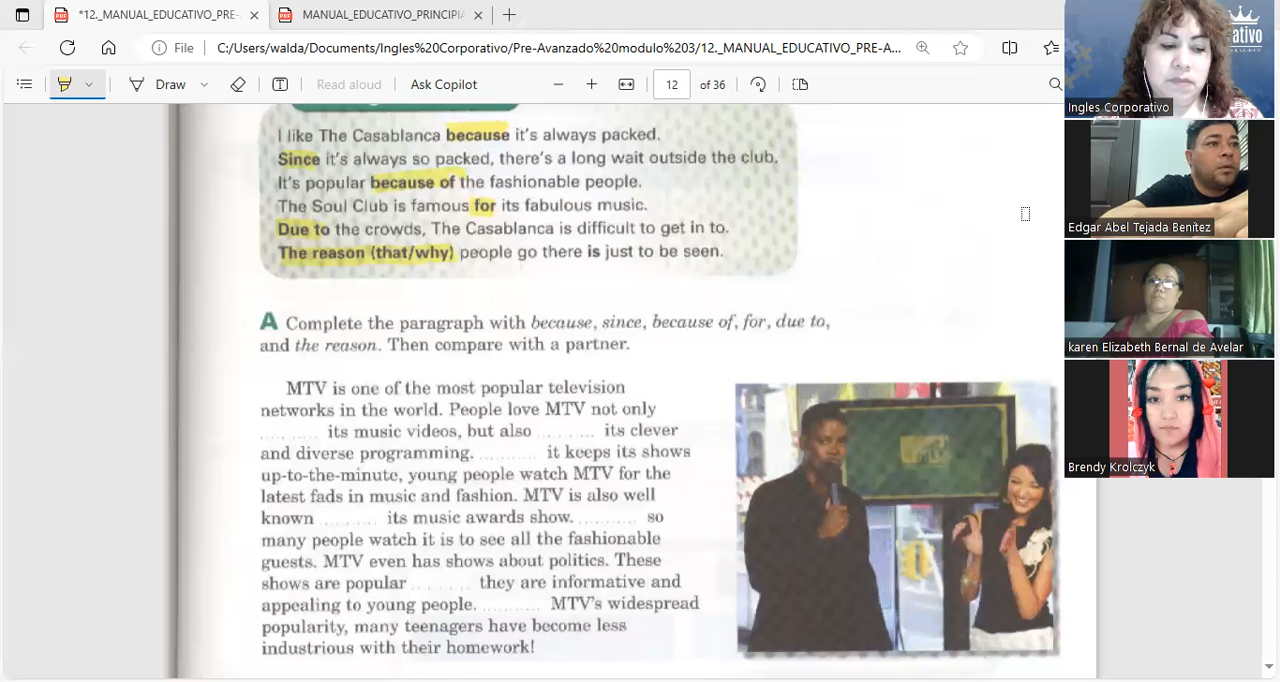 *12._MANUAL_EDUCATIVO_PRE-
MANUAL_EDUCATIVO_PRINCIPIA
File
C:/Users/walda/Documents/Ingles%20Corporativo/Pre-Avanzado%20modulo%203/12._MANUAL_EDUCATIVO_PRE-A...
Draw
Read aloud
Ask Copilot
12
of 36
I like The Casablanca because it's always packed.
Since it's always so packed, there's a long wait outside the club.
It's popular because of the fashionable people.
The Soul Club is famous for its fabulous music.
Due to the crowds, The Casablanca is difficult to get in to.
The reason (that/why) people go there is just to be seen.
A Complete the paragraph with because, since, because of, for, due to,
and the reason. Then compare with a partner.
MTV is one of the most popular television
networks in the world. People love MTV not only
.......... its music videos, but also .......... its clever
and diverse programming. .......... it keeps its shows
up-to-the-minute, young people watch MTV for the
latest fads in music and fashion. MTV is also well
known .......... its music awards show. .......... so
many people watch it is to see all the fashionable
guests. MTV even has shows about politics. These
shows are popular .......... they are informative and
appealing to young people. .......... MTV's widespread
popularity, many teenagers have become less
industrious with their homework!
ativo
Ingles Corporativo
Edgar Abel Tejada Benítez
karen Elizabeth Bernal de Avelar
Brendy Krolczyk